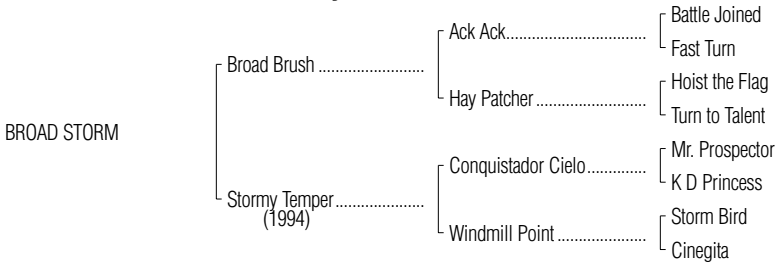 Battle Joined
Ack Ack..................................
Fast Turn
Broad Brush .........................
Hoist the Flag
Hay Patcher ..........................
Turn to Talent
BROAD STORM
Mr. Prospector
Conquistador Cielo..............
K D Princess
Stormy Temper.....................
(1994)
Storm Bird
Windmill Point .....................
Cinegita